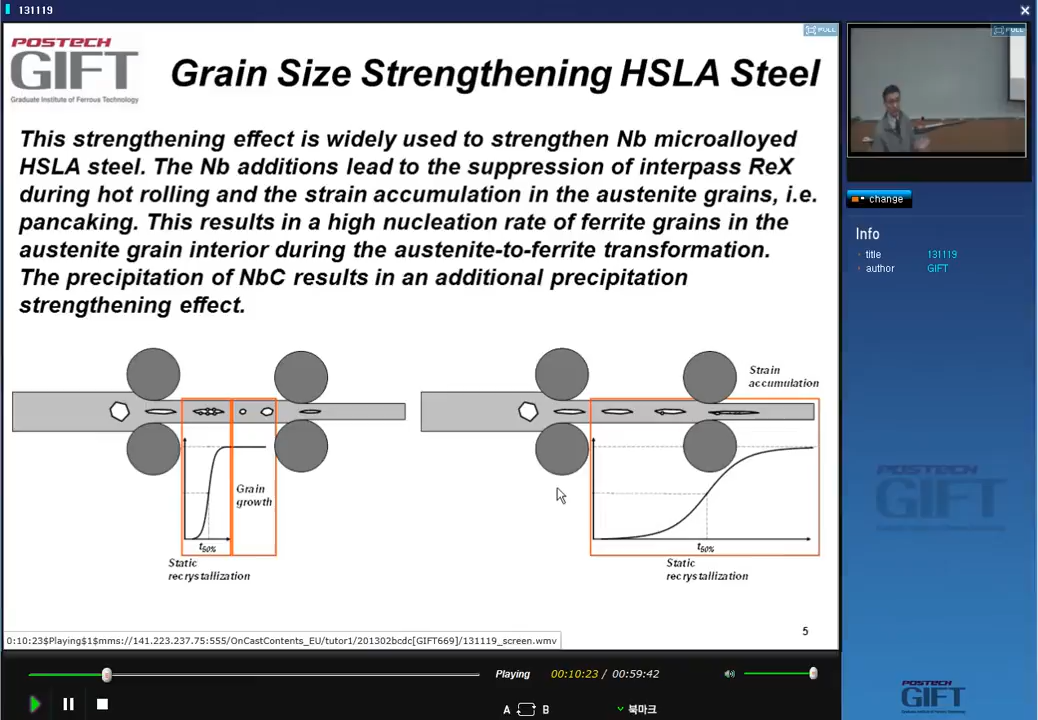 131119
POSTECH
GIFT
Graduate Institute of Ferrous Technology
Grain Size Strengthening HSLA Steel
This strengthening effect is widely used to strengthen Nb microalloyed
HSLA steel. The Nb additions lead to the suppression of interpass ReX
during hot rolling and the strain accumulation in the austenite grains, i.e.
pancaking. This results in a high nucleation rate of ferrite grains in the
austenite grain interior during the austenite-to-ferrite transformation.
The precipitation of NbC results in an additional precipitation
strengthening effect.
Grain
growth
t50%
Static
recrystallization
Strain
accumulation
t50%
Static
recrystallization
5
0:10:23$Playing$1$mms://141.223.237.75:555/OnCastContents_EU/tutor1/201302bcdc[GIFT669]/131119_screen.wmv
Playing
00:10:23 / 00:59:42
A B
북마크
FULL
FULL
change
Info
title 131119
author GIFT
POSTECH
GIFT
POSTECH
GIFT